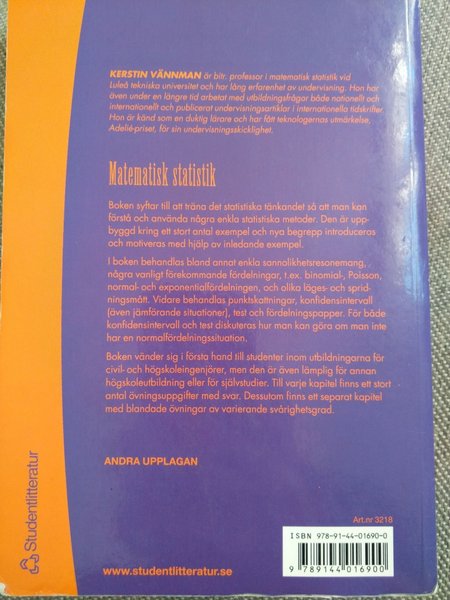 KERSTIN VÄNNMAN är bitr. professor i matematisk statistik vid
Luleå tekniska universitet och har lång erfarenhet av undervisning. Hon har
även under en längre tid arbetat med utbildningsfrågor både nationellt och
internationellt och publicerat undervisningsartiklar i internationella tidskrifter.
Hon är känd som en duktig lärare och har fått teknologernas utmärkelse,
Adelié-priset, för sin undervisningsskicklighet.
Matematisk statistik
Boken syftar till att träna det statistiska tänkandet så att man kan
förstå och använda några enkla statistiska metoder. Den är upp-
byggd kring ett stort antal exempel och nya begrepp introduceras
och motiveras med hjälp av inledande exempel.
I boken behandlas bland annat enkla sannolikhetsresonemang,
några vanligt förekommande fördelningar, t.ex. binomial-, Poisson,
normal- och exponentialfördelningen, och olika läges- och sprid-
ningsmått. Vidare behandlas punktskattningar, konfidensintervall
(även jämförande situationer), test och fördelningspapper. För både
konfidensintervall och test diskuteras hur man kan göra om man inte
har en normalfördelningssituation.
Boken vänder sig i första hand till studenter inom utbildningarna för
civil- och högskoleingenjörer, men den är även lämplig för annan
högskoleutbildning eller för självstudier. Till varje kapitel finns ett stort
antal övningsuppgifter med svar. Dessutom finns ett separat kapitel
med blandade övningar av varierande svårighetsgrad.
ANDRA UPPLAGAN
Studentlitteratur
www.studentlitteratur.se
Art.nr 3218
ISBN 978-91-44-01690-0
9 789144 016900